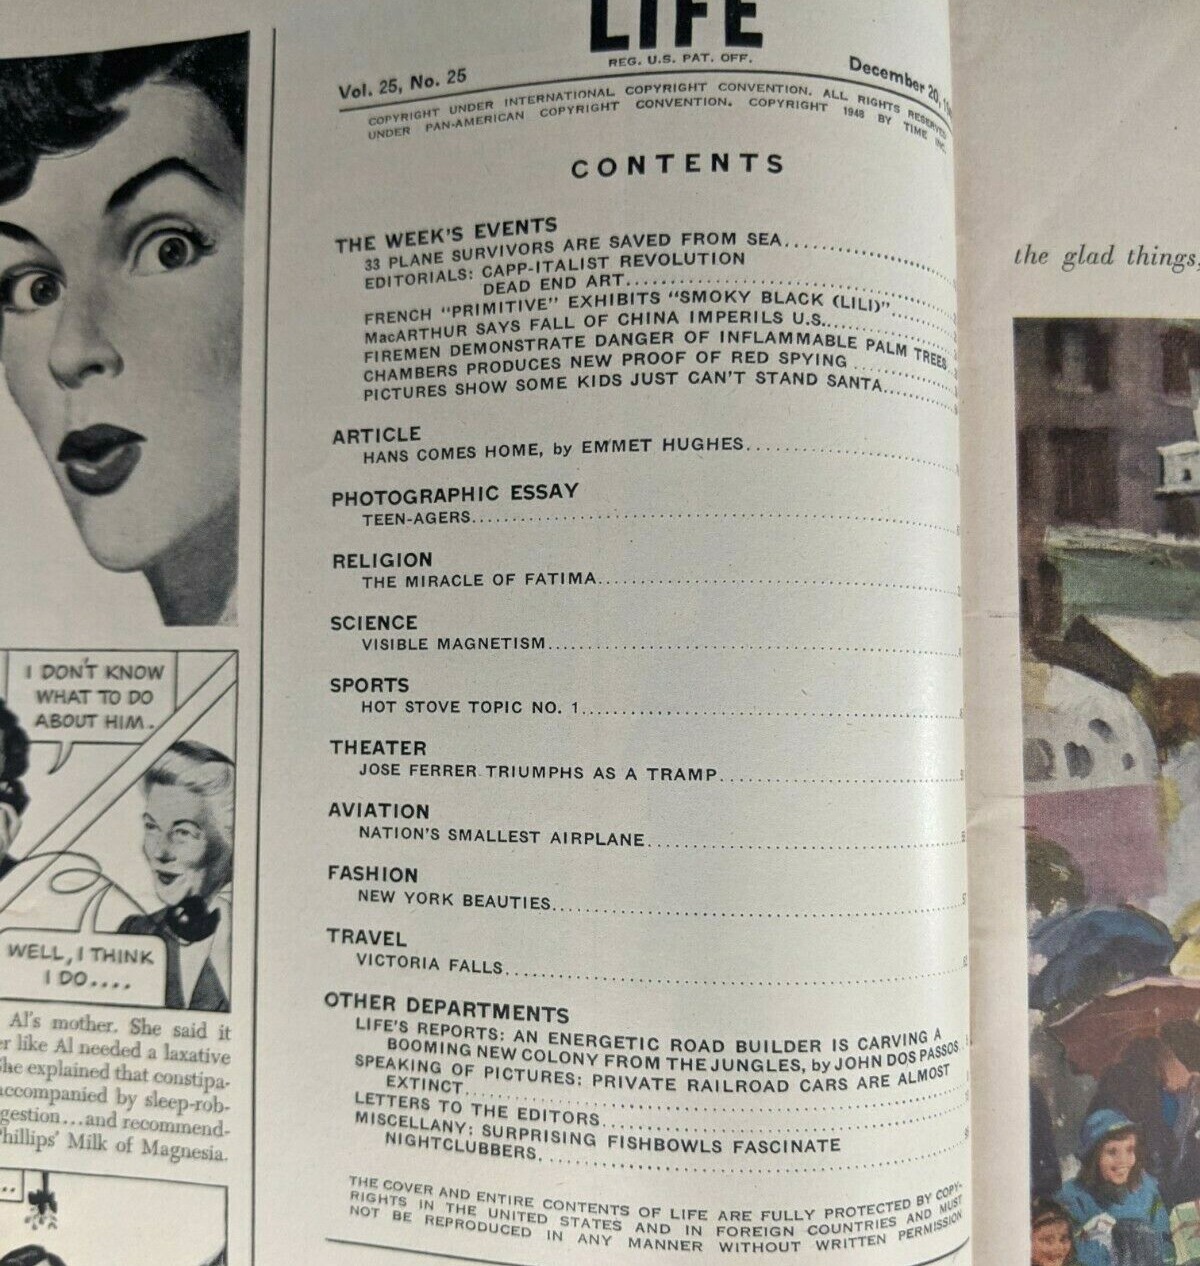 LIFE
REG. U.S. PAT. OFF.
Vol. 25, No. 25
December 20,
COPYRIGHT UNDER INTERNATIONAL COPYRIGHT CONVENTION. ALL RIGHTS RESERVED
UNDER PAN-AMERICAN COPYRIGHT CONVENTION. COPYRIGHT 1948 BY TIME INC.
CONTENTS
THE WEEK'S EVENTS
33 PLANE SURVIVORS ARE SAVED FROM SEA
EDITORIALS: CAPP-ITALIST REVOLUTION
DEAD END ART
FRENCH "PRIMITIVE" EXHIBITS "SMOKY BLACK (LILI)"
MacARTHUR SAYS FALL OF CHINA IMPERILS U.S.
FIREMEN DEMONSTRATE DANGER OF INFLAMMABLE PALM TREES
CHAMBERS PRODUCES NEW PROOF OF RED SPYING
PICTURES SHOW SOME KIDS JUST CAN'T STAND SANTA
ARTICLE
HANS COMES HOME, by EMMET HUGHES
PHOTOGRAPHIC ESSAY
TEEN-AGERS
RELIGION
THE MIRACLE OF FATIMA
SCIENCE
VISIBLE MAGNETISM
SPORTS
HOT STOVE TOPIC NO. 1
THEATER
JOSE FERRER TRIUMPHS AS A TRAMP
AVIATION
NATION'S SMALLEST AIRPLANE
FASHION
NEW YORK BEAUTIES
TRAVEL
VICTORIA FALLS
OTHER DEPARTMENTS
LIFE'S REPORTS: AN ENERGETIC ROAD BUILDER IS CARVING A
BOOMING NEW COLONY FROM THE JUNGLES, by JOHN DOS PASSOS
SPEAKING OF PICTURES: PRIVATE RAILROAD CARS ARE ALMOST
EXTINCT
LETTERS TO THE EDITORS
MISCELLANY: SURPRISING FISHBOWLS FASCINATE
NIGHTCLUBBERS
THE COVER AND ENTIRE CONTENTS OF LIFE ARE FULLY PROTECTED BY COPY-
RIGHTS IN THE UNITED STATES AND IN FOREIGN COUNTRIES AND MUST
NOT BE REPRODUCED IN ANY MANNER WITHOUT WRITTEN PERMISSION
I DON'T KNOW
WHAT TO DO
ABOUT HIM.
WELL, I THINK
I DO....
Al's mother. She said it
like Al needed a laxative
explained that constipa-
accompanied by sleep-rob-
gestion...and recommend-
Phillips' Milk of Magnesia.
the glad things,